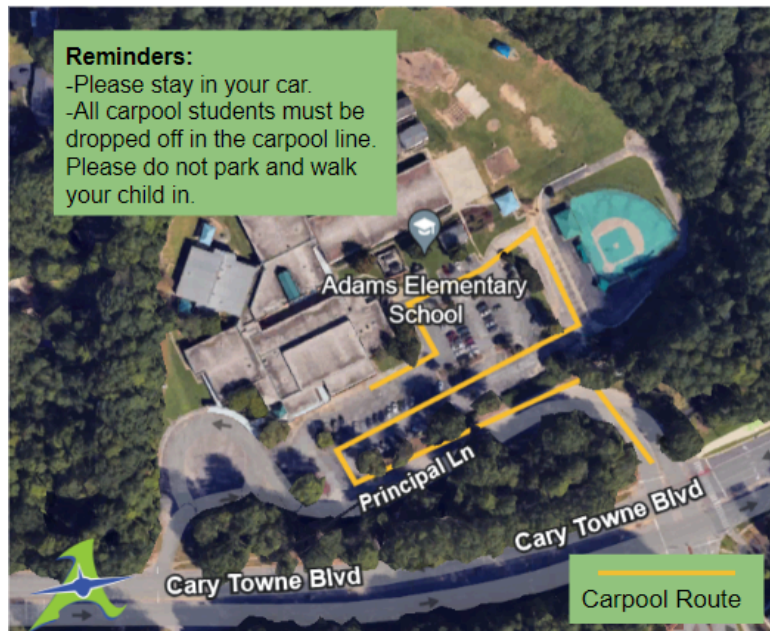 Reminders:
-Please stay in your car.
-All carpool students must be
dropped off in the carpool line.
Please do not park and walk
your child in.
Adams Elementary
School
Principal Ln
Cary Towne Blvd
Cary Towne Blvd
Carpool Route